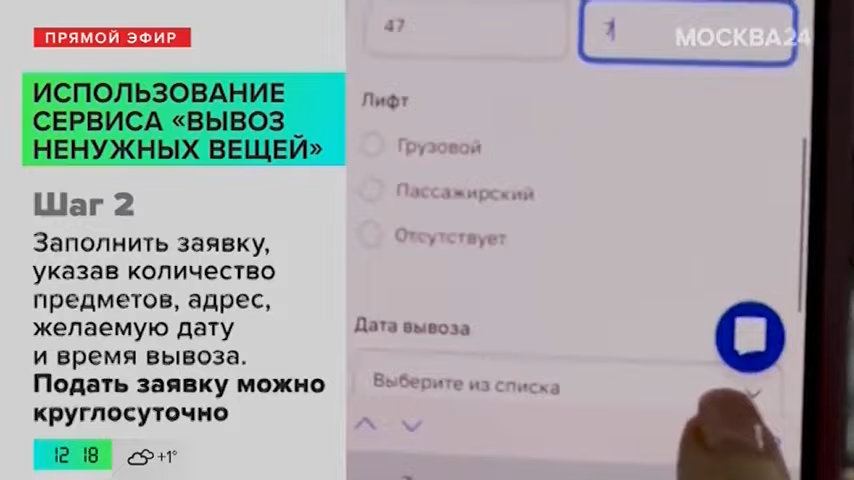 ПРЯМОЙ ЭФИР
ИСПОЛЬЗОВАНИЕ
СЕРВИСА «ВЫВОЗ
НЕНУЖНЫХ ВЕЩЕЙ»
Шаг 2
Заполнить заявку,
указав количество
предметов, адрес,
желаемую дату
и время вывоза.
Подать заявку можно
круглосуточно
12 18
+1°
47
7
МОСКВА24
Лифт
Грузовой
Пассажирский
Отсутствует
Дата вывоза
Выберите из списка